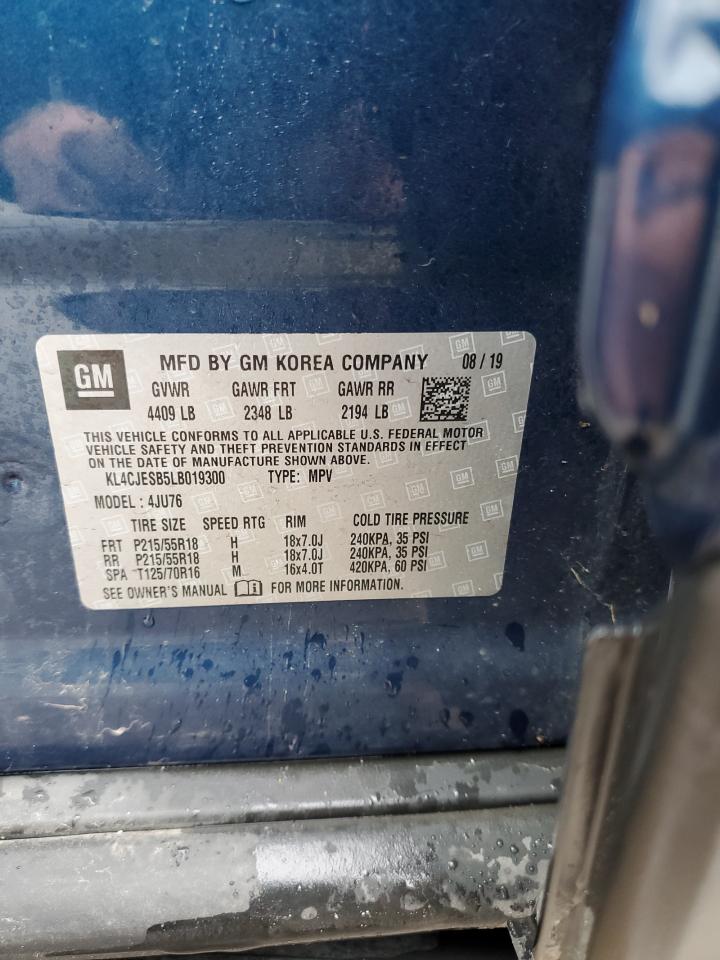 GM MFD BY GM KOREA COMPANY 08 / 19
GVWR GAWR FRT GAWR RR
4409 LB 2348 LB 2194 LB
THIS VEHICLE CONFORMS TO ALL APPLICABLE U.S. FEDERAL MOTOR
VEHICLE SAFETY AND THEFT PREVENTION STANDARDS IN EFFECT
ON THE DATE OF MANUFACTURE SHOWN ABOVE.
KL4CJESB5LB019300 TYPE: MPV
MODEL : 4JU76
TIRE SIZE SPEED RTG RIM COLD TIRE PRESSURE
FRT P215/55R18 H 18x7.0J 240KPA, 35 PSI
RR P215/55R18 H 18x7.0J 240KPA, 35 PSI
SPA T125/70R16 M 16x4.0T 420KPA, 60 PSI
SEE OWNER'S MANUAL FOR MORE INFORMATION.